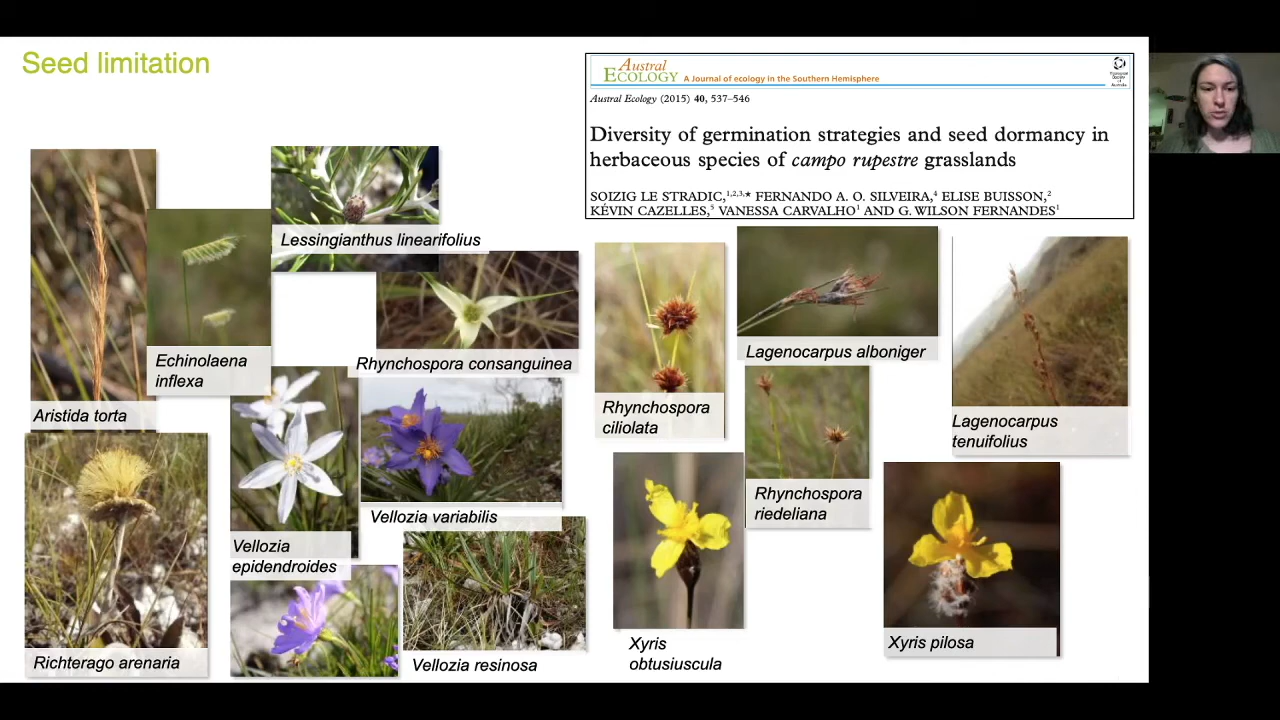 Seed limitation
Austral
ECOLOGY A Journal of ecology in the Southern Hemisphere
Austral Ecology (2015) 40, 537–546
Diversity of germination strategies and seed dormancy in
herbaceous species of campo rupestre grasslands
SOIZIG LE STRADIC,1,2,3,* FERNANDO A. O. SILVEIRA,4 ELISE BUISSON,2
KÉVIN CAZELLES,5 VANESSA CARVALHO1 AND G. WILSON FERNANDES1
Lessingianthus linearifolius
Echinolaena
inflexa
Rhynchospora consanguinea
Aristida torta
Rhynchospora
ciliolata
Lagenocarpus alboniger
Lagenocarpus
tenuifolius
Vellozia variabilis
Vellozia
epidendroides
Rhynchospora
riedeliana
Richterago arenaria
Vellozia resinosa
Xyris
obtusiuscula
Xyris pilosa